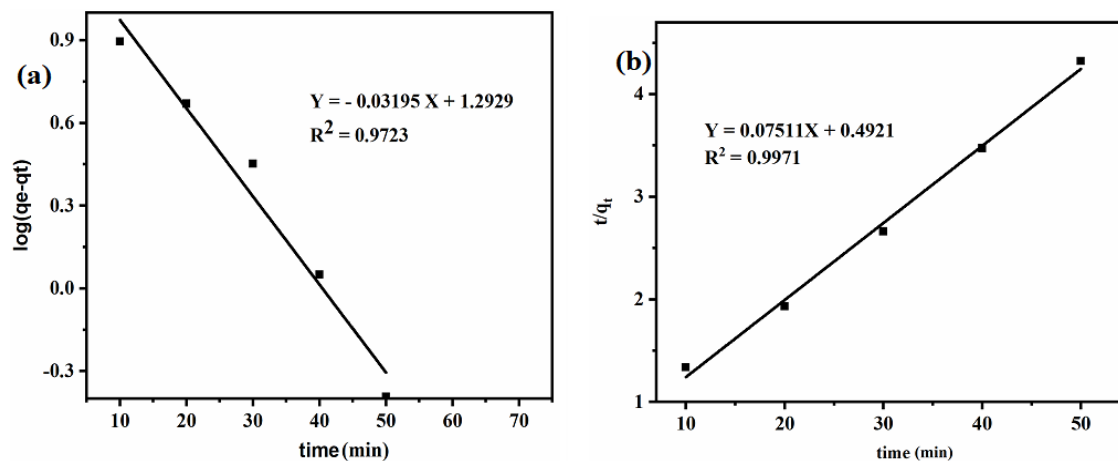 (a)
log(qe-qt)
0.9
0.6
0.3
0.0
-0.3
Y = - 0.03195 X + 1.2929
R² = 0.9723
10 20 30 40 50 60 70
time (min)
(b)
t/qt
4
3
2
1
Y = 0.07511X + 0.4921
R² = 0.9971
10 20 30 40 50
time (min)